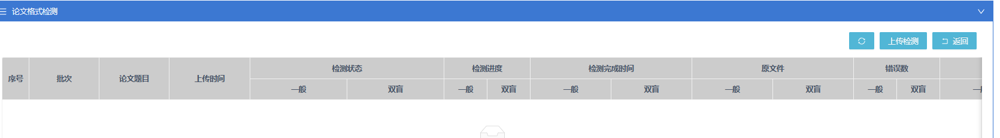 论文格式检测
上传检测 返回
序号 批次 论文题目 上传时间 检测状态 检测进度 检测完成时间 原文件 错误数
一般 双盲 一般 双盲 一般 双盲 一般 双盲 一般 双盲